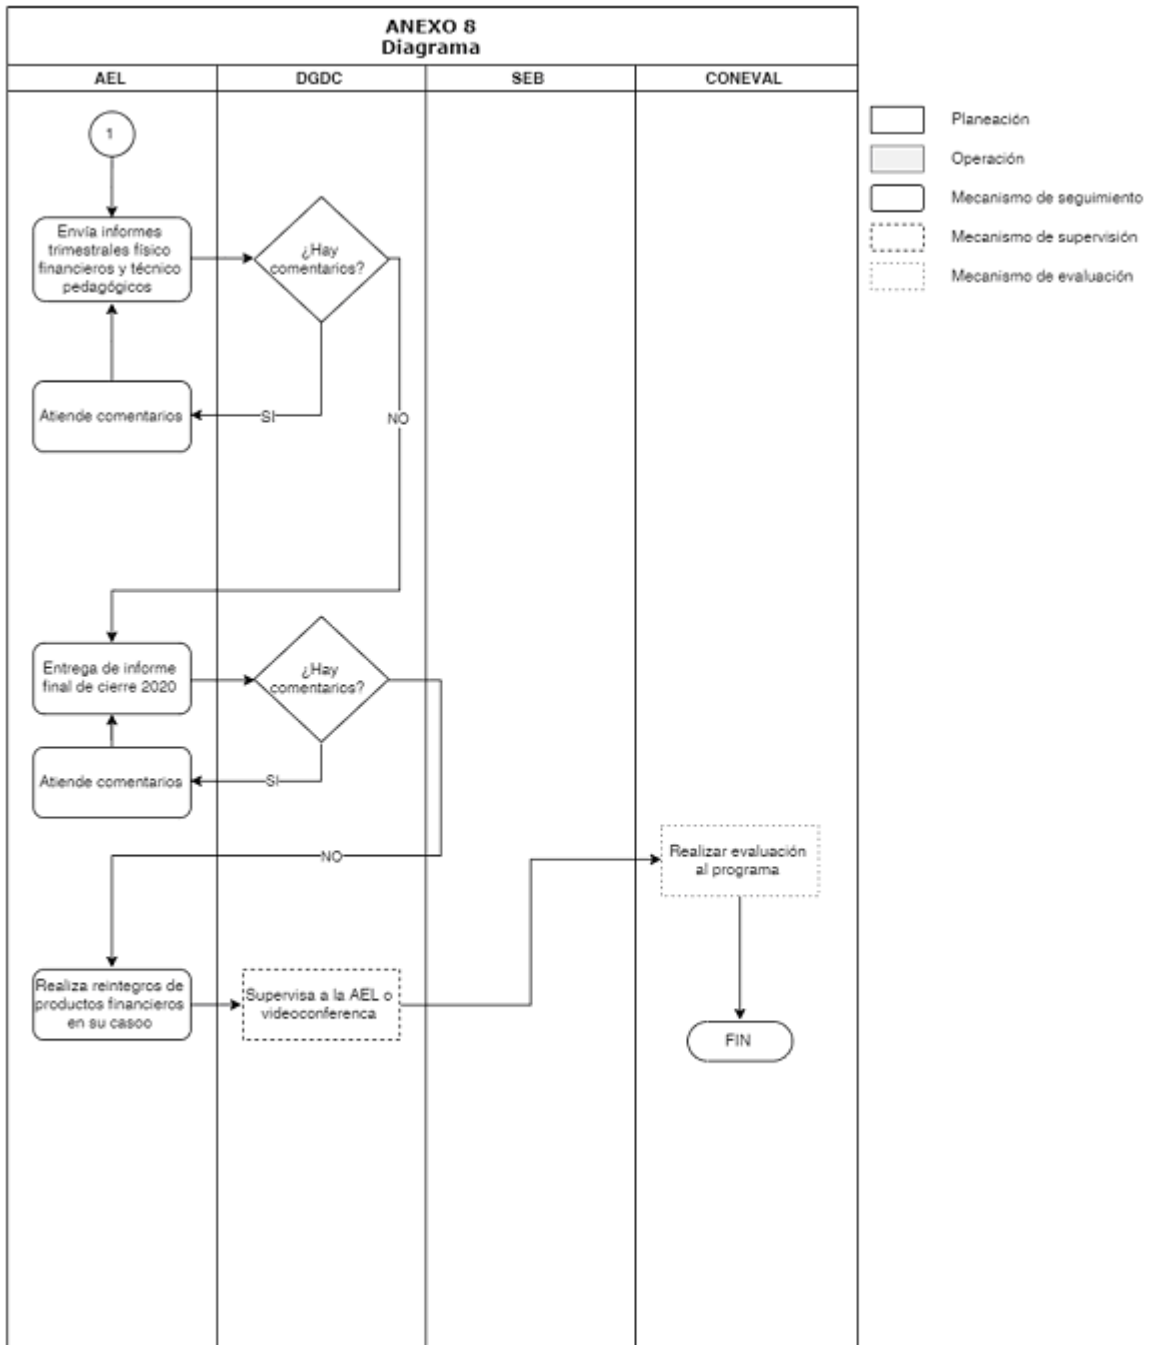 ANEXO 8
Diagrama
AEL
DGDC
SEB
CONEVAL
1
Planeación
Operación
Mecanismo de seguimiento
Mecanismo de supervisión
Mecanismo de evaluación
Envía informes
trimestrales físico
financieros y técnico
pedagógicos
¿Hay
comentarios?
Atiende comentarios
SI
NO
Entrega de informe
final de cierre 2020
¿Hay
comentarios?
Atiende comentarios
SI
NO
Realizar evaluación
al programa
Realiza reintegros de
productos financieros
en su casoo
Supervisa a la AEL o
videoconferenca
FIN